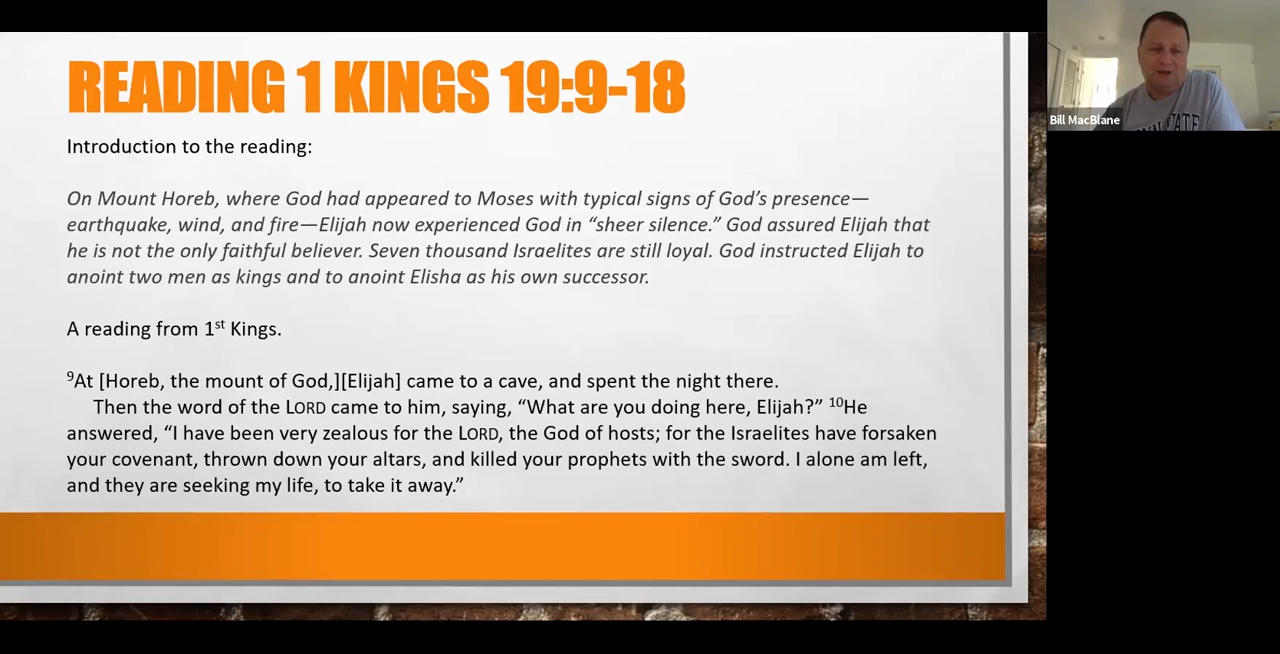 READING 1 KINGS 19:9-18
Introduction to the reading:
On Mount Horeb, where God had appeared to Moses with typical signs of God’s presence—
earthquake, wind, and fire—Elijah now experienced God in “sheer silence.” God assured Elijah that
he is not the only faithful believer. Seven thousand Israelites are still loyal. God instructed Elijah to
anoint two men as kings and to anoint Elisha as his own successor.
A reading from 1st Kings.
9At [Horeb, the mount of God,][Elijah] came to a cave, and spent the night there.
Then the word of the LORD came to him, saying, “What are you doing here, Elijah?” 10He
answered, “I have been very zealous for the LORD, the God of hosts; for the Israelites have forsaken
your covenant, thrown down your altars, and killed your prophets with the sword. I alone am left,
and they are seeking my life, to take it away.”
Bill MacBlane